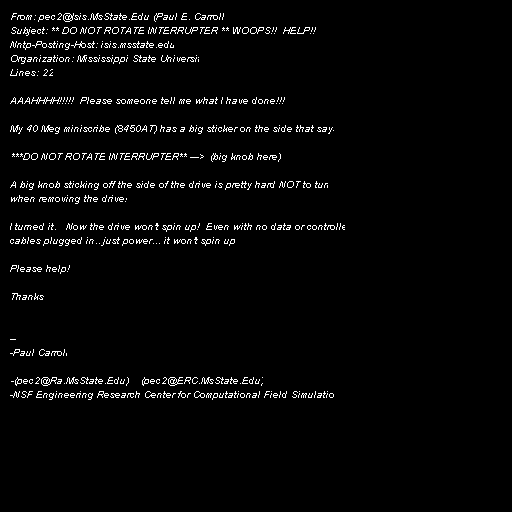 From: pec2@Isis.MsState.Edu (Paul E. Carroll
Subject: ** DO NOT ROTATE INTERRUPTER ** WOOPS!! HELP!!
Nntp-Posting-Host: isis.msstate.edu
Organization: Mississippi State Universit
Lines: 22
AAAHHHH!!!!! Please someone tell me what I have done!!!
My 40 Meg miniscribe (8450AT) has a big sticker on the side that say
***DO NOT ROTATE INTERRUPTER** ---> (big knob here)
A big knob sticking off the side of the drive is pretty hard NOT to turn
when removing the drive
I turned it. Now the drive won't spin up! Even with no data or controlle
cables plugged in...just power... it won't spin up
Please help!
Thanks
--
-Paul Carroll
-(pec2@Ra.MsState.Edu) (pec2@ERC.MsState.Edu)
-NSF Engineering Research Center for Computational Field Simulatio